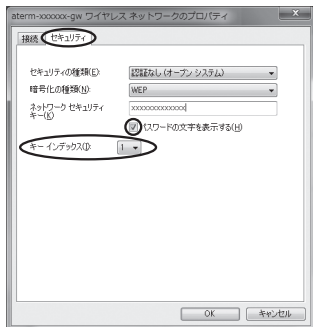 aterm-xxxxxx-gw ワイヤレス ネットワークのプロパティ
接続 セキュリティ
セキュリティの種類(E): 認証なし (オープン システム)
暗号化の種類(N): WEP
ネットワーク セキュリティ キー(K) xxxxxxxxxxxxx
パスワードの文字を表示する(H)
キー インデックス(I): 1
OK キャンセル